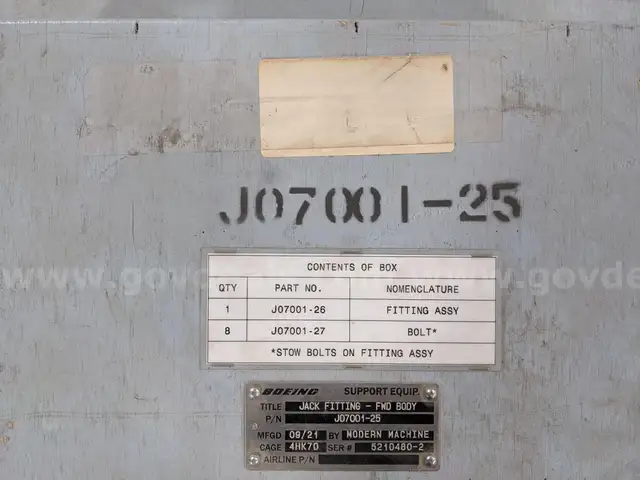 J07001-25
CONTENTS OF BOX
QTY PART NO. NOMENCLATURE
1 J07001-26 FITTING ASSY
8 J07001-27 BOLT*
*STOW BOLTS ON FITTING ASSY
BOEING SUPPORT EQUIP.
TITLE JACK FITTING - FWD BODY
P/N J07001-25
MFGD 09/21 BY MODERN MACHINE
CAGE 4HK70 SER # 5210480-2
AIRLINE P/N